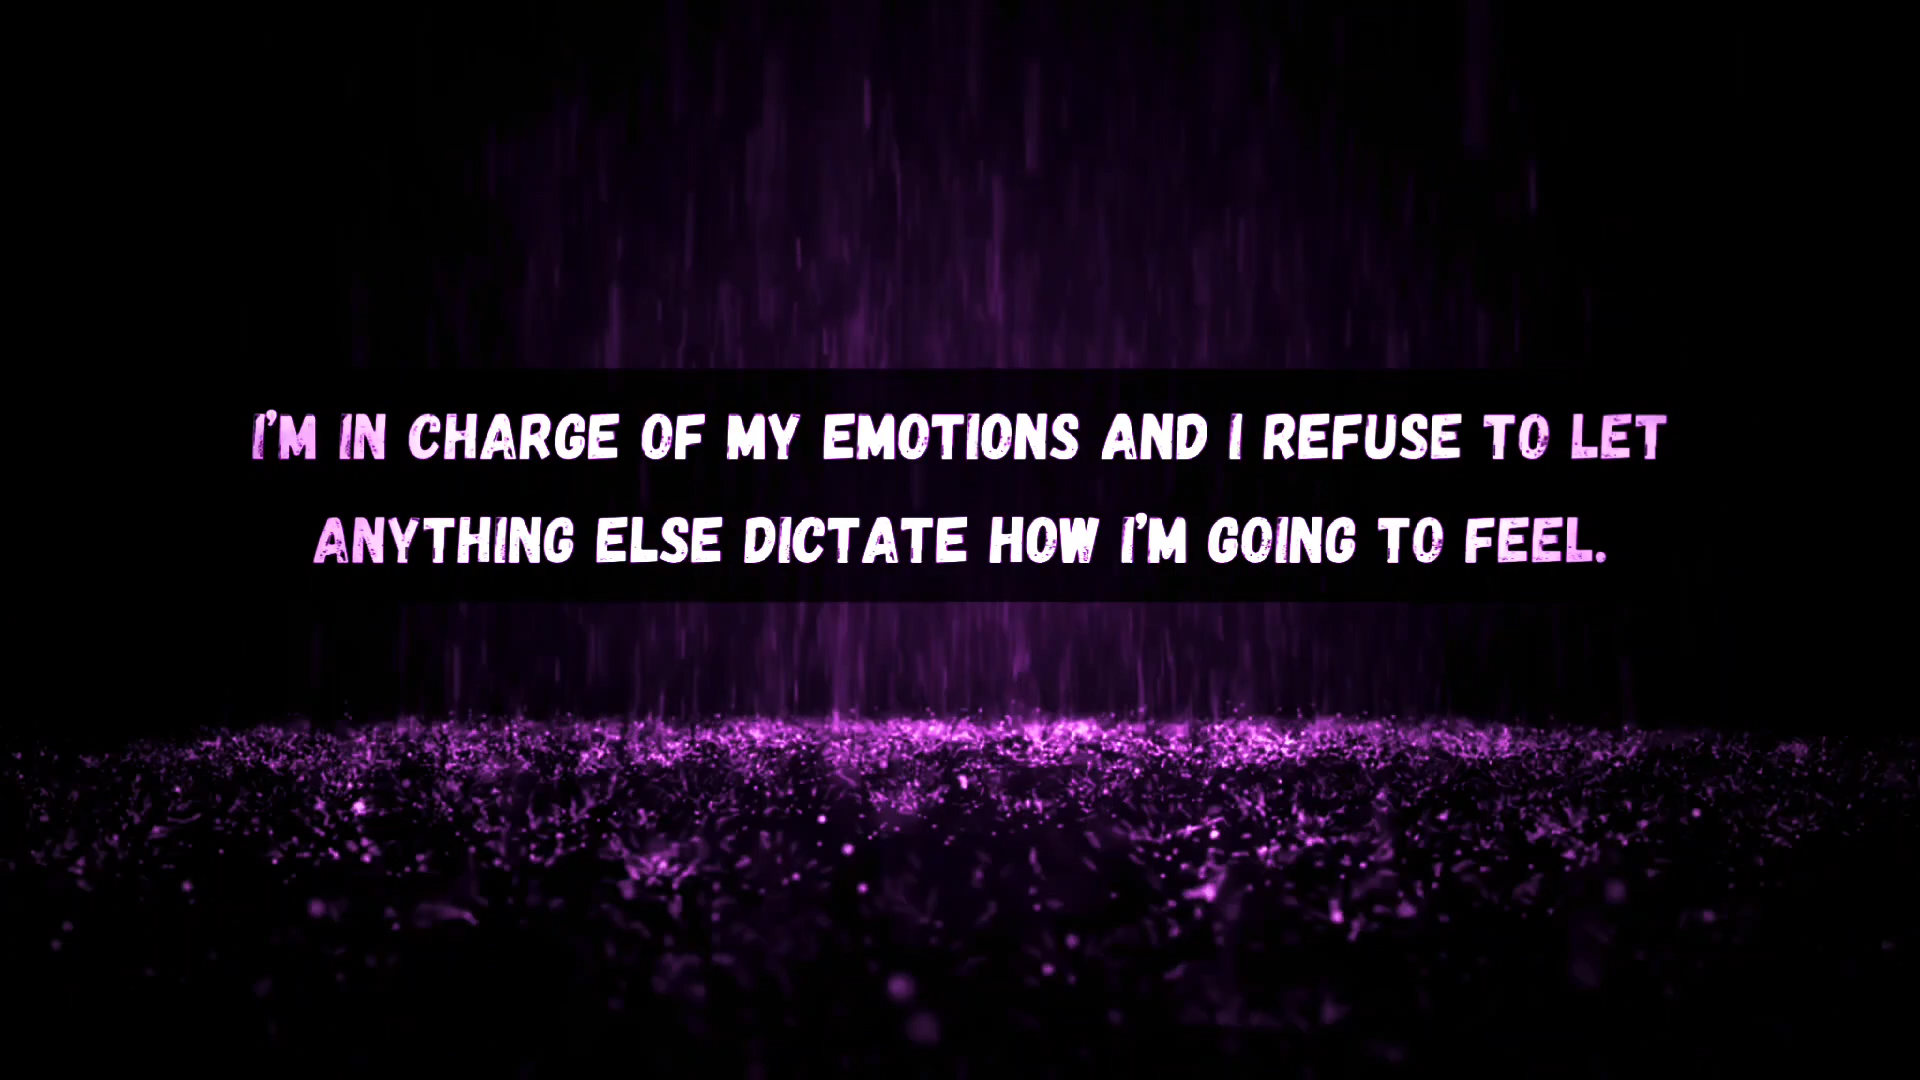 I'M IN CHARGE OF MY EMOTIONS AND I REFUSE TO LET
ANYTHING ELSE DICTATE HOW I'M GOING TO FEEL.